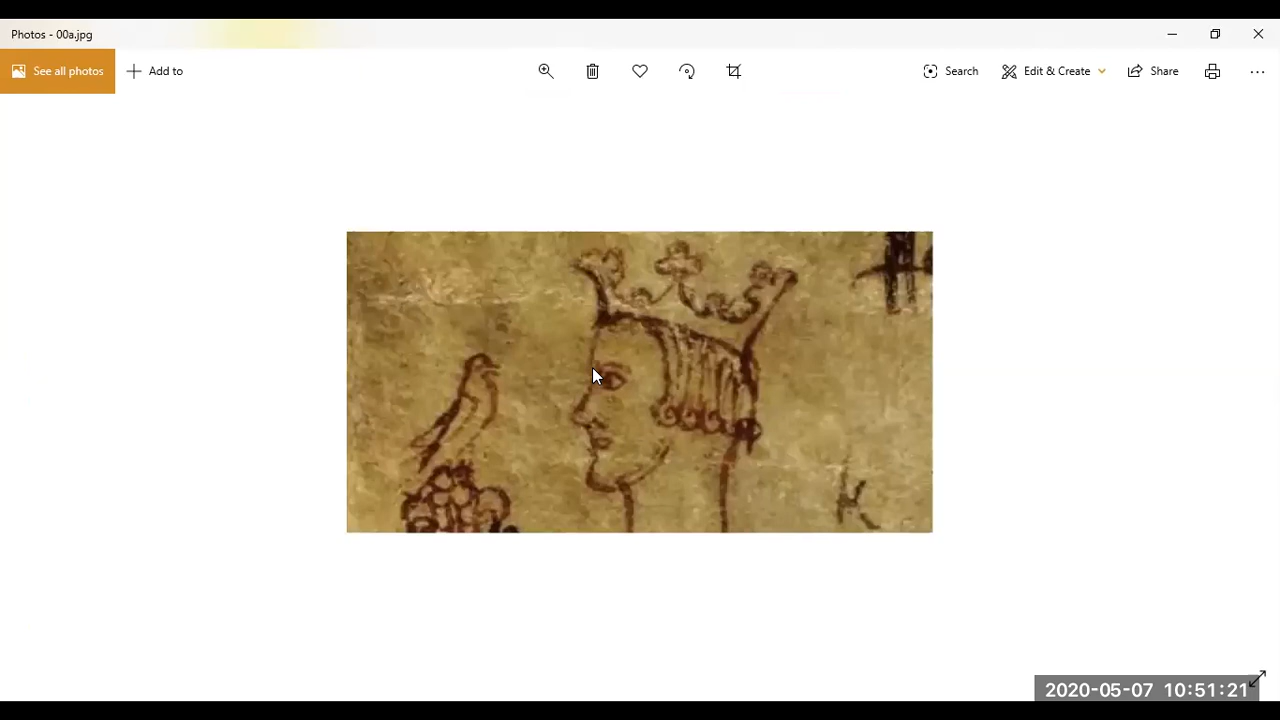 Photos - 00a.jpg
See all photos
Add to
Search
Edit & Create
Share
K
2020-05-07 10:51:21